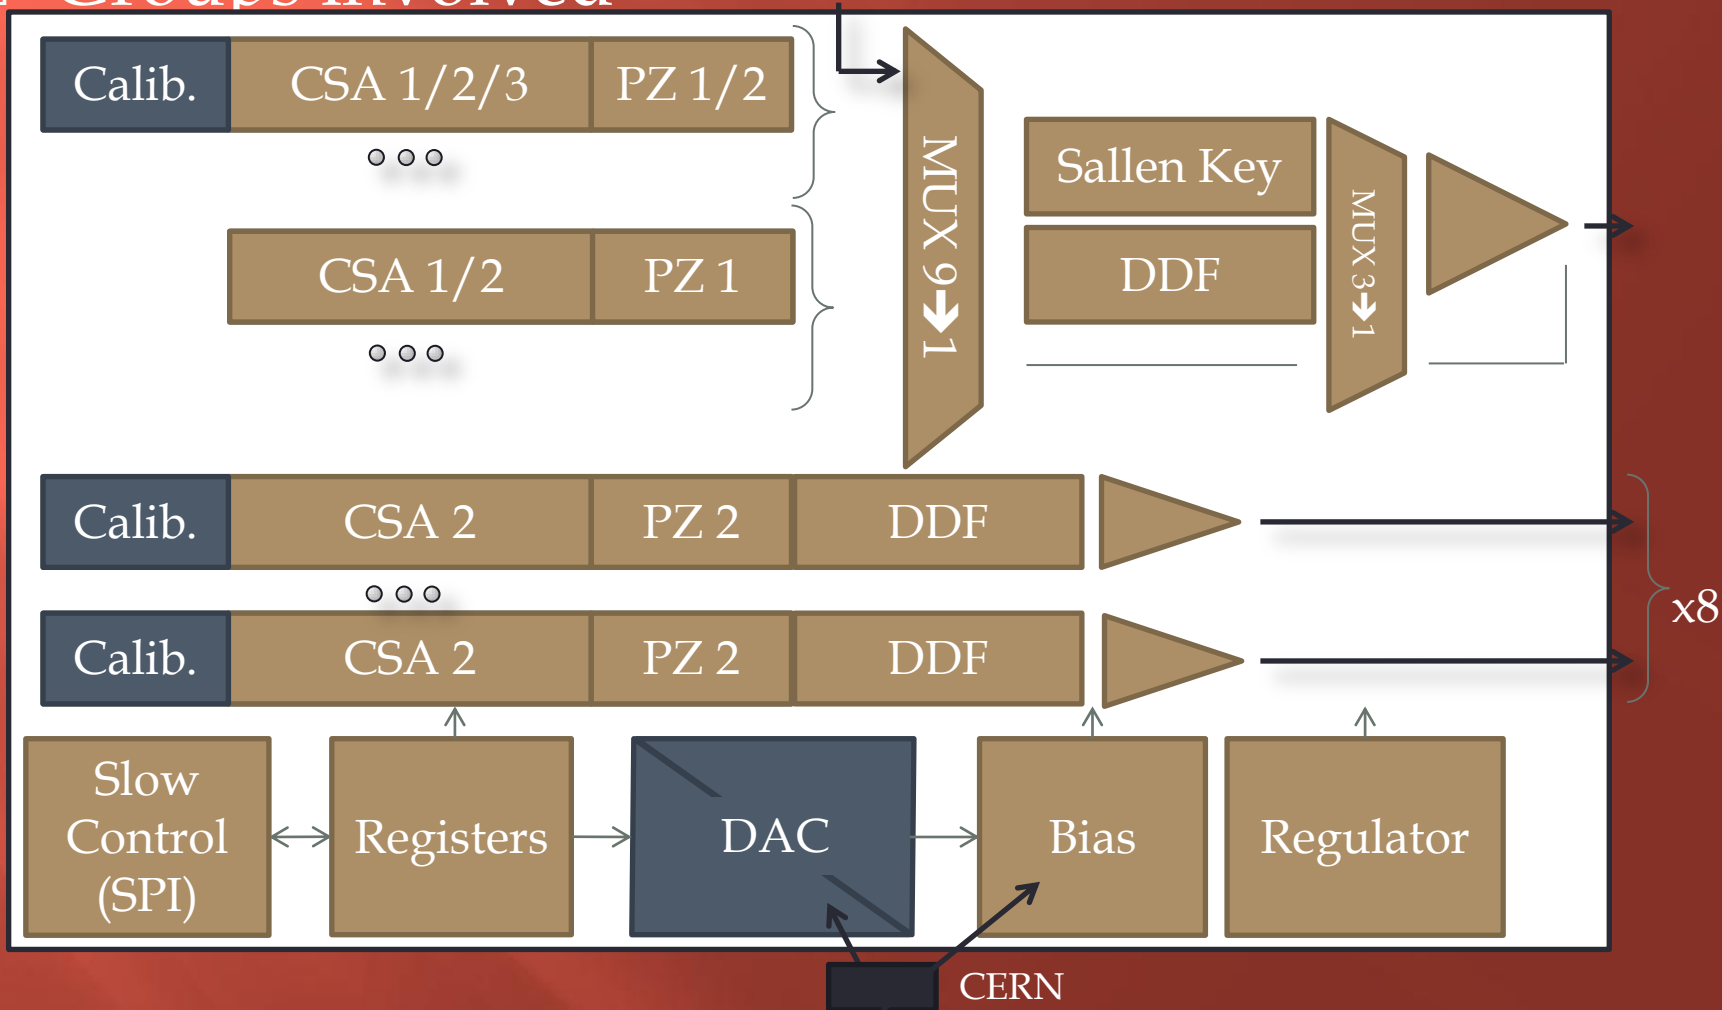 Groups involved
Calib. CSA 1/2/3 PZ 1/2
CSA 1/2 PZ 1
MUX 9→1
Sallen Key
DDF
MUX 3→1
Calib. CSA 2 PZ 2 DDF
Calib. CSA 2 PZ 2 DDF
x8
Slow
Control
(SPI)
Registers
DAC
Bias
Regulator
CERN